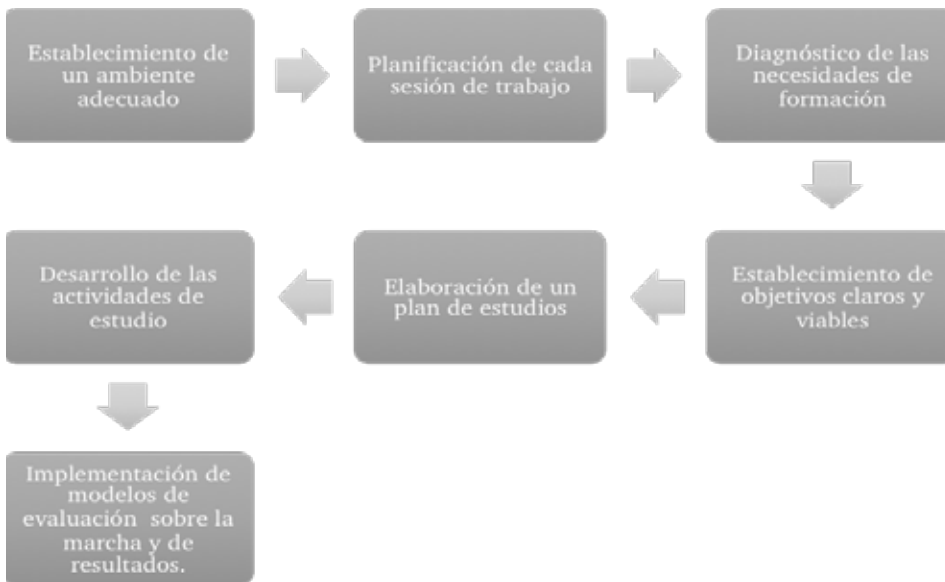 Establecimiento de
un ambiente
adecuado
Planificación de cada
sesión de trabajo
Diagnóstico de las
necesidades de
formación
Establecimiento de
objetivos claros y
viables
Elaboración de un
plan de estudios
Desarrollo de las
actividades de
estudio
Implementación de
modelos de
evaluación sobre la
marcha y de
resultados.